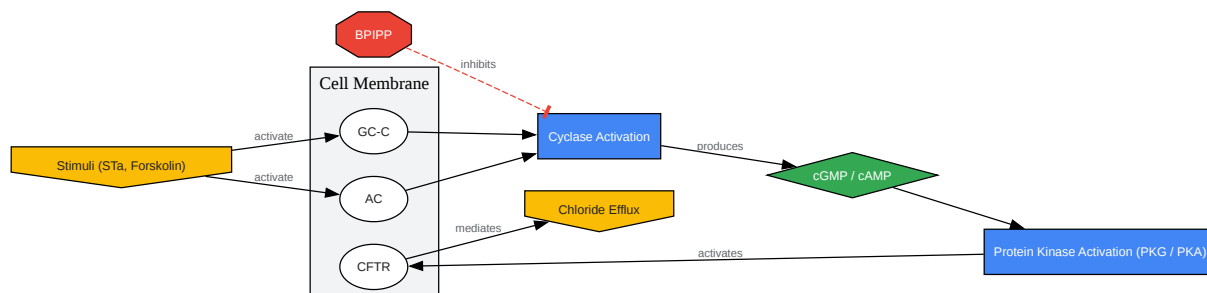 BPIPP
inhibits
Cell Membrane
GC-C
activate
Cyclase Activation
Stimuli (STa, Forskolin)
produces
activate
cGMP / cAMP
AC
Chloride Efflux
mediates
CFTR
activates
Protein Kinase Activation (PKG / PKA)